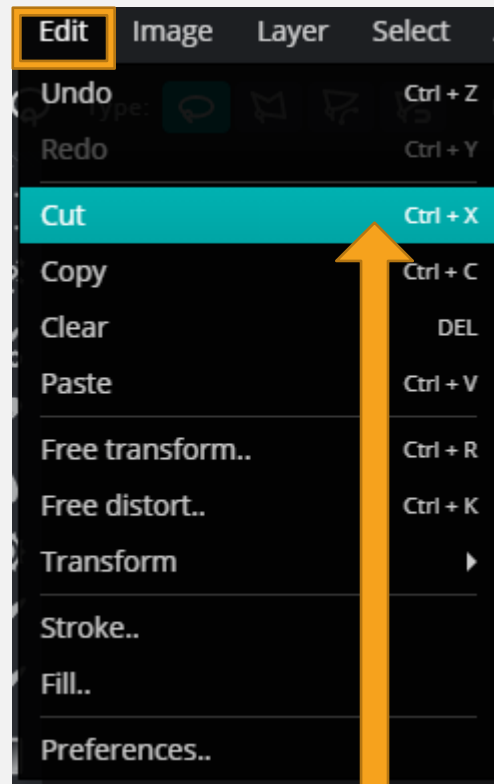 Edit Image Layer Select
Type:
Undo Ctrl + Z
Redo Ctrl + Y
Cut Ctrl + X
Copy Ctrl + C
Clear DEL
Paste Ctrl + V
Free transform.. Ctrl + R
Free distort.. Ctrl + K
Transform
Stroke..
Fill..
Preferences..